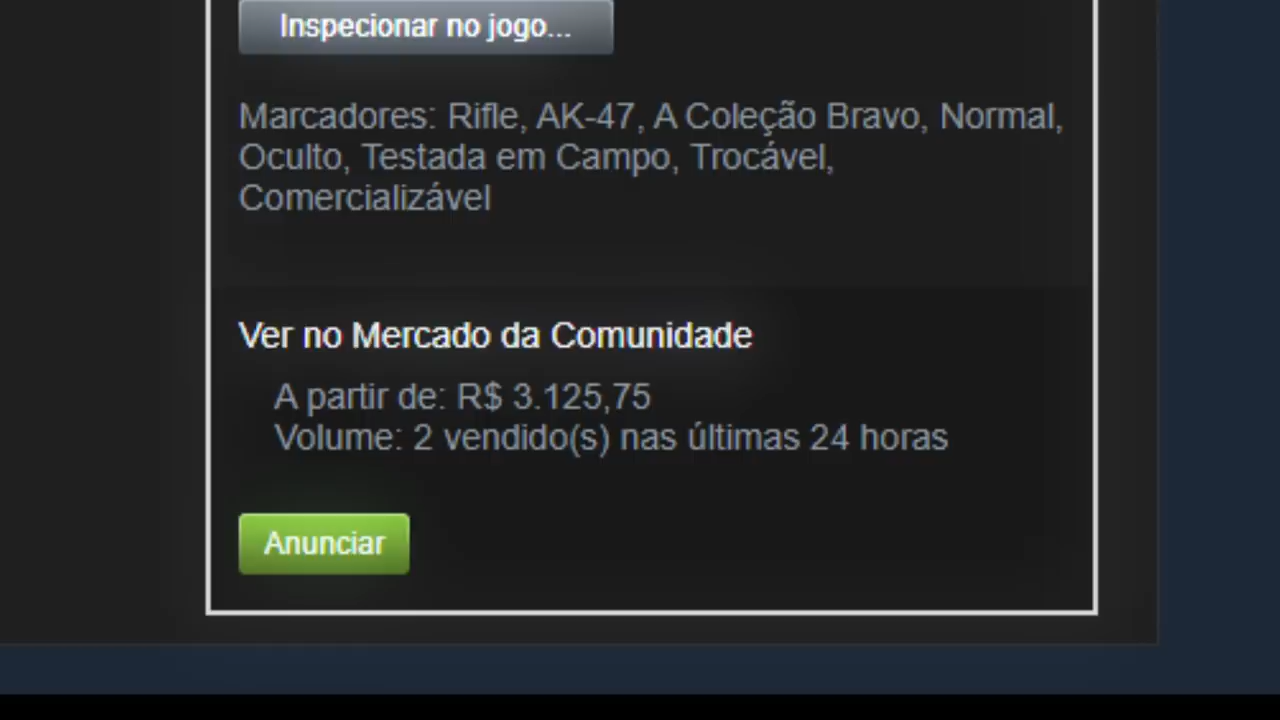 Inspecionar no jogo...
Marcadores: Rifle, AK-47, A Coleção Bravo, Normal,
Oculto, Testada em Campo, Trocável,
Comercializável
Ver no Mercado da Comunidade
A partir de: R$ 3.125,75
Volume: 2 vendido(s) nas últimas 24 horas
Anunciar